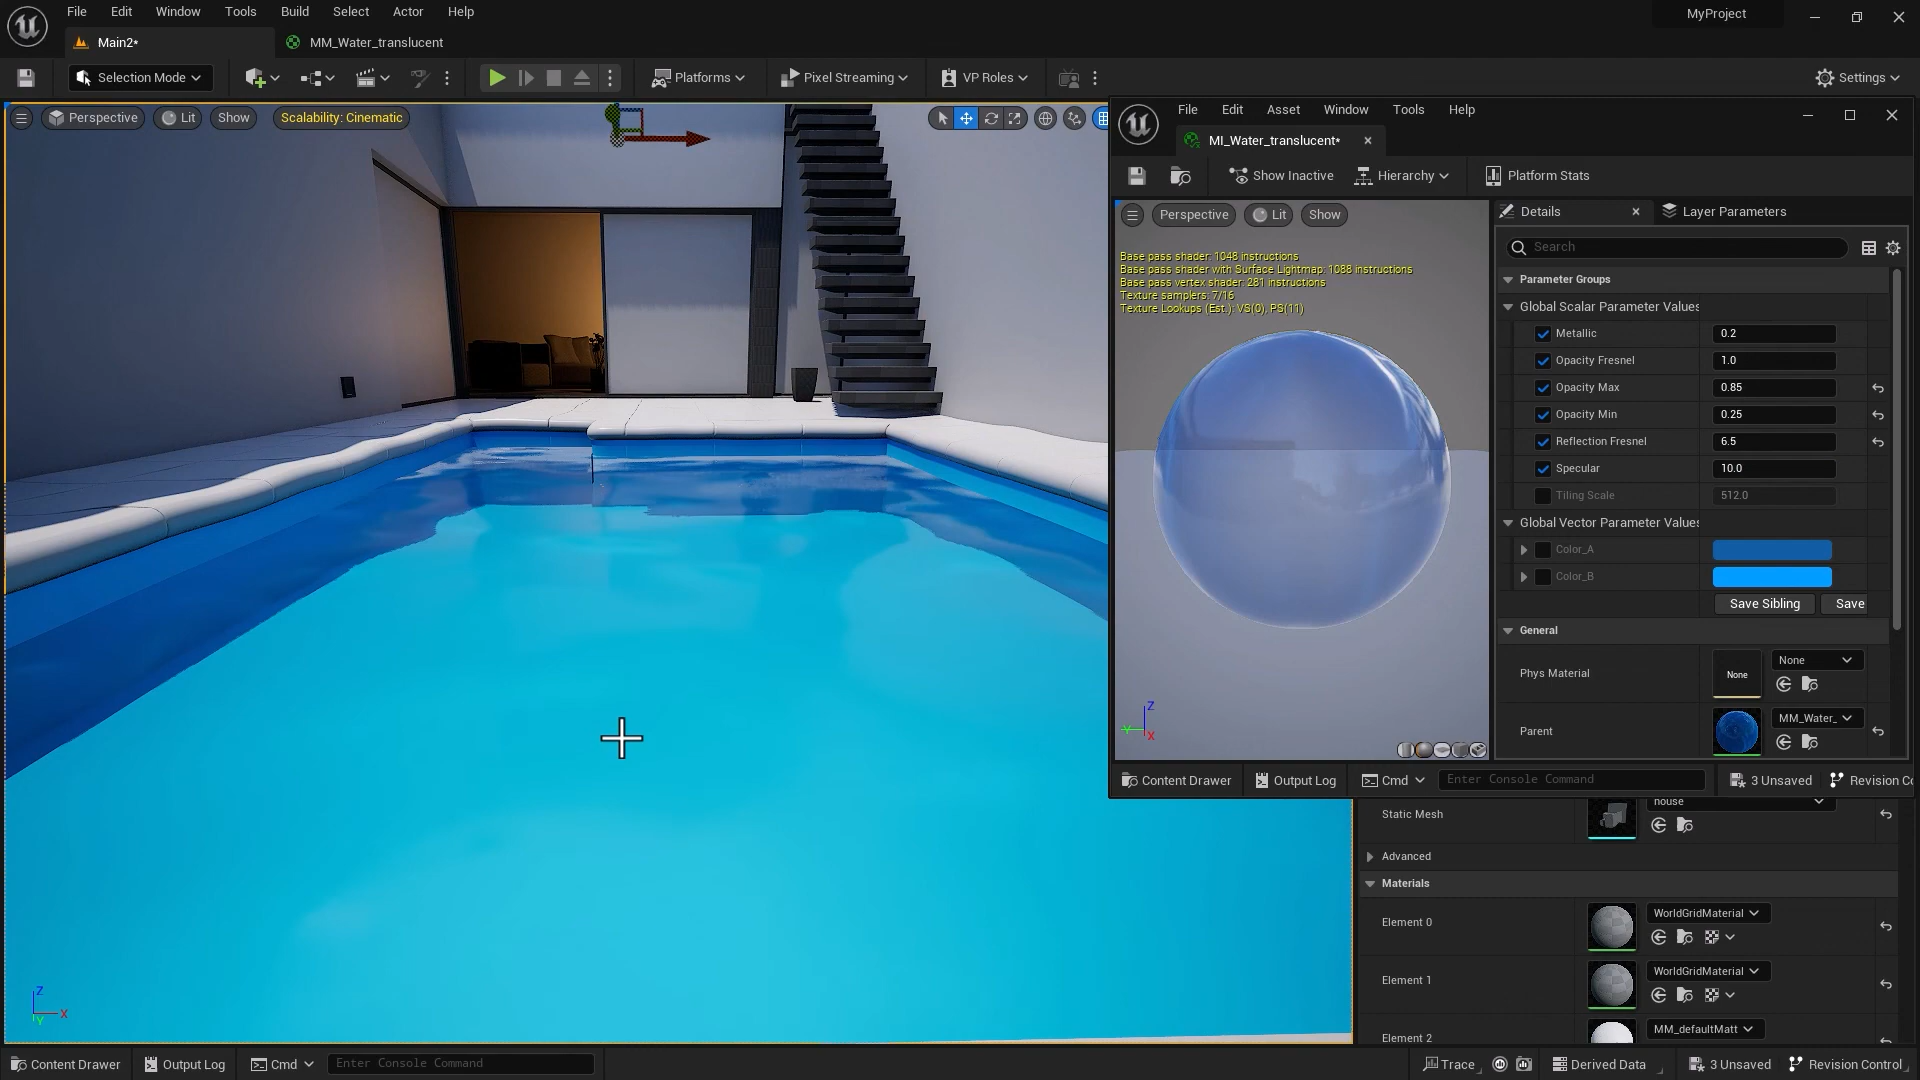 File Edit Window Tools Build Select Actor Help
MyProject
Main2*
MM_Water_translucent
Selection Mode
Platforms
Pixel Streaming
VP Roles
Settings
Perspective Lit Show Scalability: Cinematic
File Edit Asset Window Tools Help
MI_Water_translucent*
Show Inactive Hierarchy Platform Stats
Perspective Lit Show
Base pass shader: 1048 instructions
Base pass shader with Surface Lightmap: 1088 instructions
Base pass vertex shader: 281 instructions
Texture samplers: 7/16
Texture Lookups (Est.): VS(0), PS(11)
Z
Y
X
Details
Layer Parameters
Search
Parameter Groups
Global Scalar Parameter Values
Metallic 0.2
Opacity Fresnel 1.0
Opacity Max 0.85
Opacity Min 0.25
Reflection Fresnel 6.5
Specular 10.0
Tiling Scale 512.0
Global Vector Parameter Values
Color_A
Color_B
Save Sibling Save
General
Phys Material None None
Parent MM_Water_
Content Drawer Output Log Cmd Enter Console Command 3 Unsaved Revision Co
Static Mesh house
Advanced
Materials
Element 0 WorldGridMaterial
Element 1 WorldGridMaterial
Element 2 MM_defaultMatt
Z
X
Y
Content Drawer Output Log Cmd Enter Console Command Trace Derived Data 3 Unsaved Revision Control